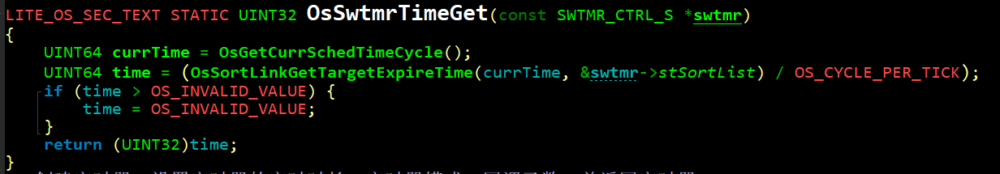 LITE_OS_SEC_TEXT STATIC UINT32 OsSwtmrTimeGet(const SWTMR_CTRL_S *swtmr)
{
    UINT64 currTime = OsGetCurrSchedTimeCycle();
    UINT64 time = (OsSortLinkGetTargetExpireTime(currTime, &swtmr->stSortList) / OS_CYCLE_PER_TICK);
    if (time > OS_INVALID_VALUE) {
        time = OS_INVALID_VALUE;
    }
    return (UINT32)time;
}